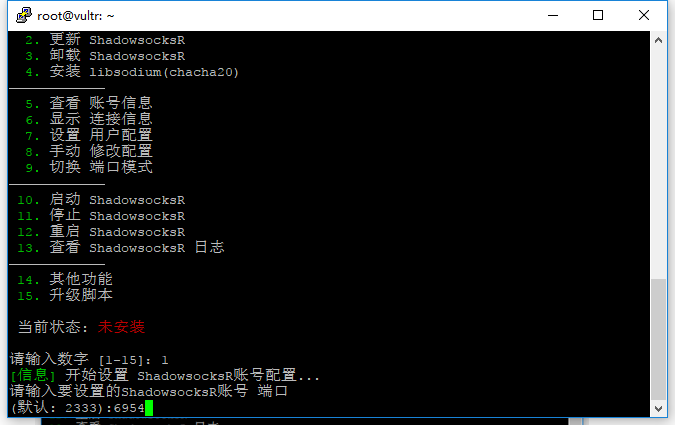 root@vultr: ~
2. 更新 ShadowsocksR
3. 卸载 ShadowsocksR
4. 安装 libsodium(chacha20)
5. 查看 账号信息
6. 显示 连接信息
7. 设置 用户配置
8. 手动 修改配置
9. 切换 端口模式
10. 启动 ShadowsocksR
11. 停止 ShadowsocksR
12. 重启 ShadowsocksR
13. 查看 ShadowsocksR 日志
14. 其他功能
15. 升级脚本
当前状态: 未安装
请输入数字 [1-15]: 1
[信息] 开始设置 ShadowsocksR账号配置...
请输入要设置的ShadowsocksR账号 端口
(默认: 2333):6954